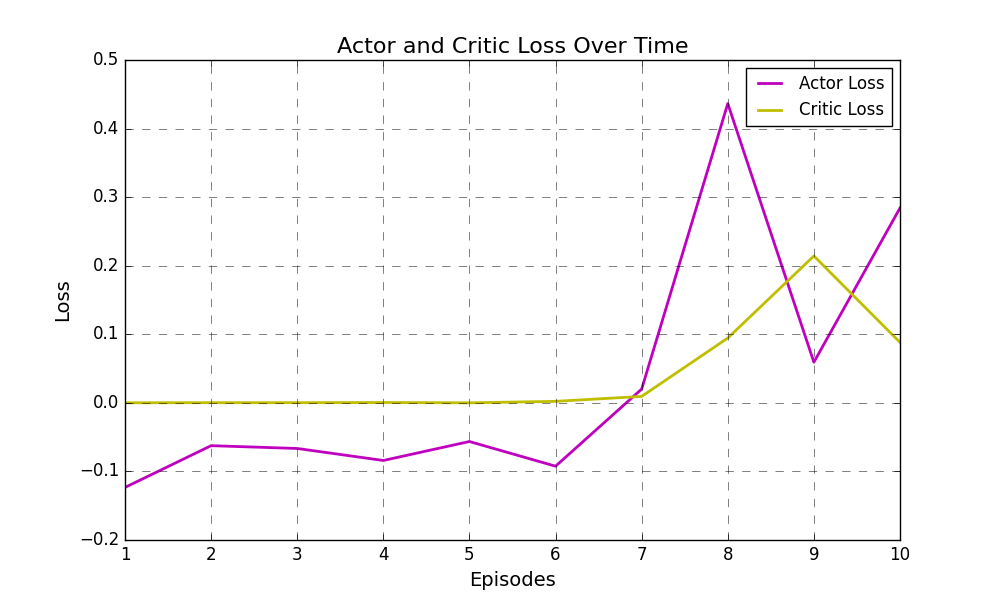 Actor and Critic Loss Over Time
Actor Loss
Critic Loss
0.5
0.4
0.3
0.2
0.1
0.0
−0.1
−0.2
Loss
1 2 3 4 5 6 7 8 9 10
Episodes